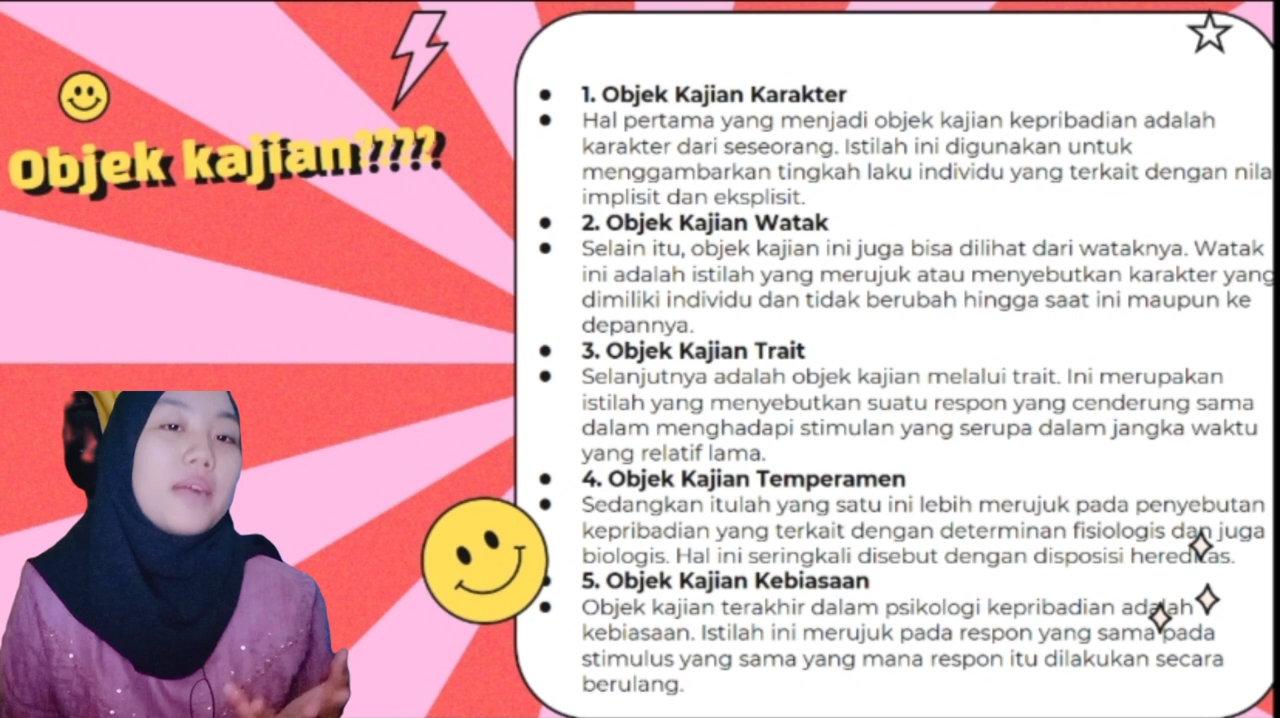 Objek kajian????
1. Objek Kajian Karakter
Hal pertama yang menjadi objek kajian kepribadian adalah
karakter dari seseorang. Istilah ini digunakan untuk
menggambarkan tingkah laku individu yang terkait dengan nila
implisit dan eksplisit.
2. Objek Kajian Watak
Selain itu, objek kajian ini juga bisa dilihat dari wataknya. Watak
ini adalah istilah yang merujuk atau menyebutkan karakter yang
dimiliki individu dan tidak berubah hingga saat ini maupun ke
depannya.
3. Objek Kajian Trait
Selanjutnya adalah objek kajian melalui trait. Ini merupakan
istilah yang menyebutkan suatu respon yang cenderung sama
dalam menghadapi stimulan yang serupa dalam jangka waktu
yang relatif lama.
4. Objek Kajian Temperamen
Sedangkan itulah yang satu ini lebih merujuk pada penyebutan
kepribadian yang terkait dengan determinan fisiologis dan juga
biologis. Hal ini seringkali disebut dengan disposisi hereditas.
5. Objek Kajian Kebiasaan
Objek kajian terakhir dalam psikologi kepribadian adalah
kebiasaan. Istilah ini merujuk pada respon yang sama pada
stimulus yang sama yang mana respon itu dilakukan secara
berulang.